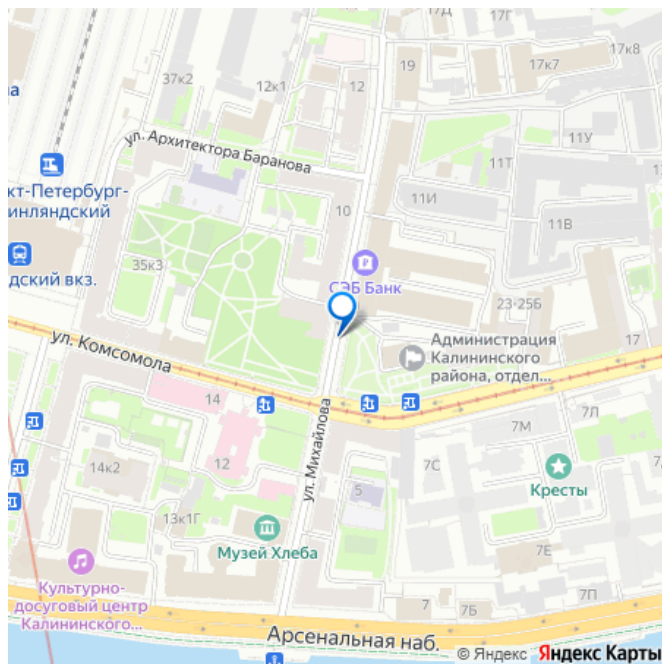 17Д
17Г
17к8
37к2
12к1
12
19
17к7
а
ул. Архитектора Баранова
11У
11Т
кт-Петербург-
инляндский
11И
10
11В
35к3
дский вкз.
СЭБ Банк
23-25Б
17
ул. Комсомола
Администрация
Калининского
района, отдел...
14
7Л
7М
ул. Михайлова
14к2
12
7С
5
Кресты
13к1Г
Музей Хлеба
7Е
Культурно-
досуговый центр
Калининского...
7
7Б
7П
Арсенальная наб.
© Яндекс Яндекс Карты